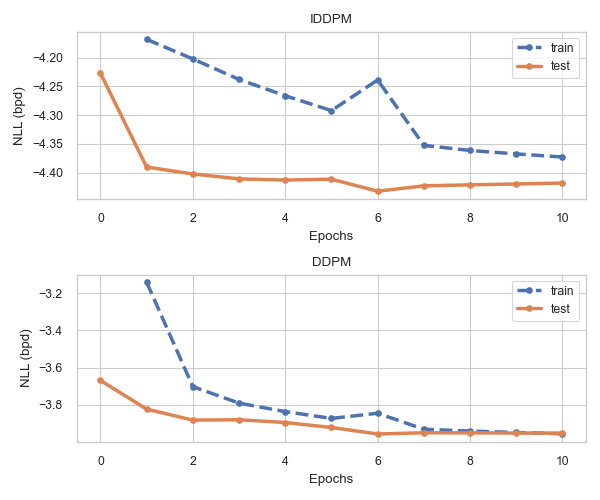 IDDPM
−4.20
−4.25
−4.30
−4.35
−4.40
NLL (bpd)
train
test
0 2 4 6 8 10
Epochs
DDPM
−3.2
−3.4
−3.6
−3.8
NLL (bpd)
train
test
0 2 4 6 8 10
Epochs